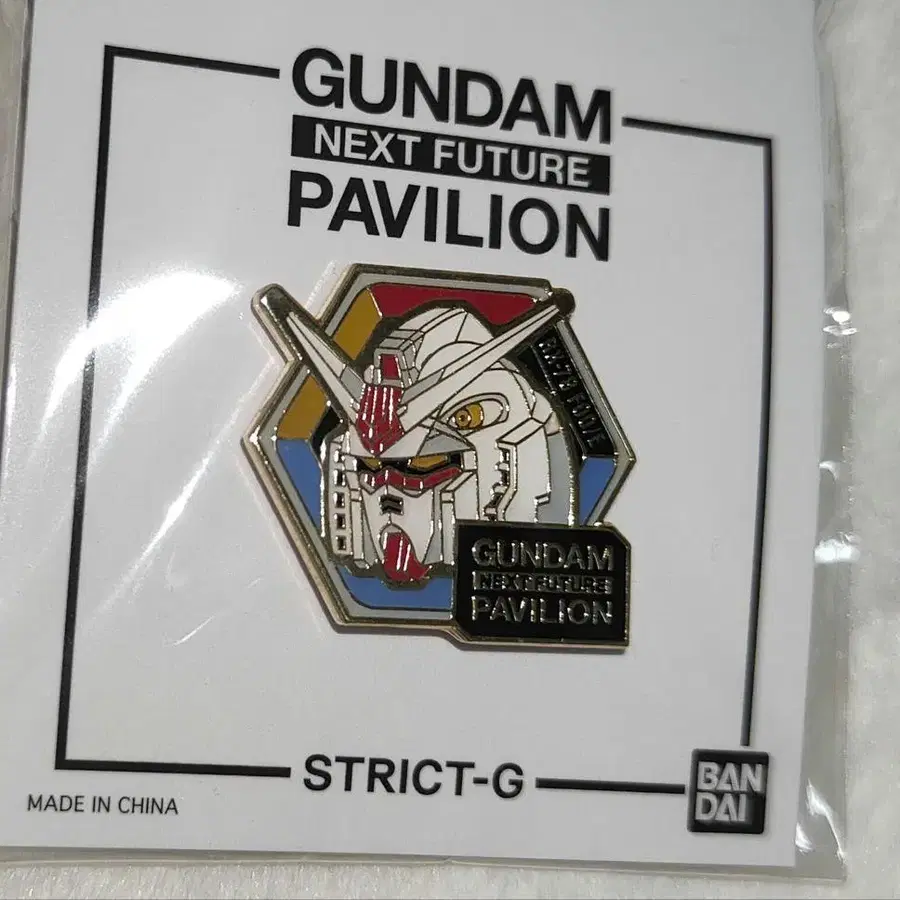 GUNDAM
NEXT FUTURE
PAVILION
GUNDAM
NEXT FUTURE
PAVILION
STRICT-G
MADE IN CHINA
BAN
DAI